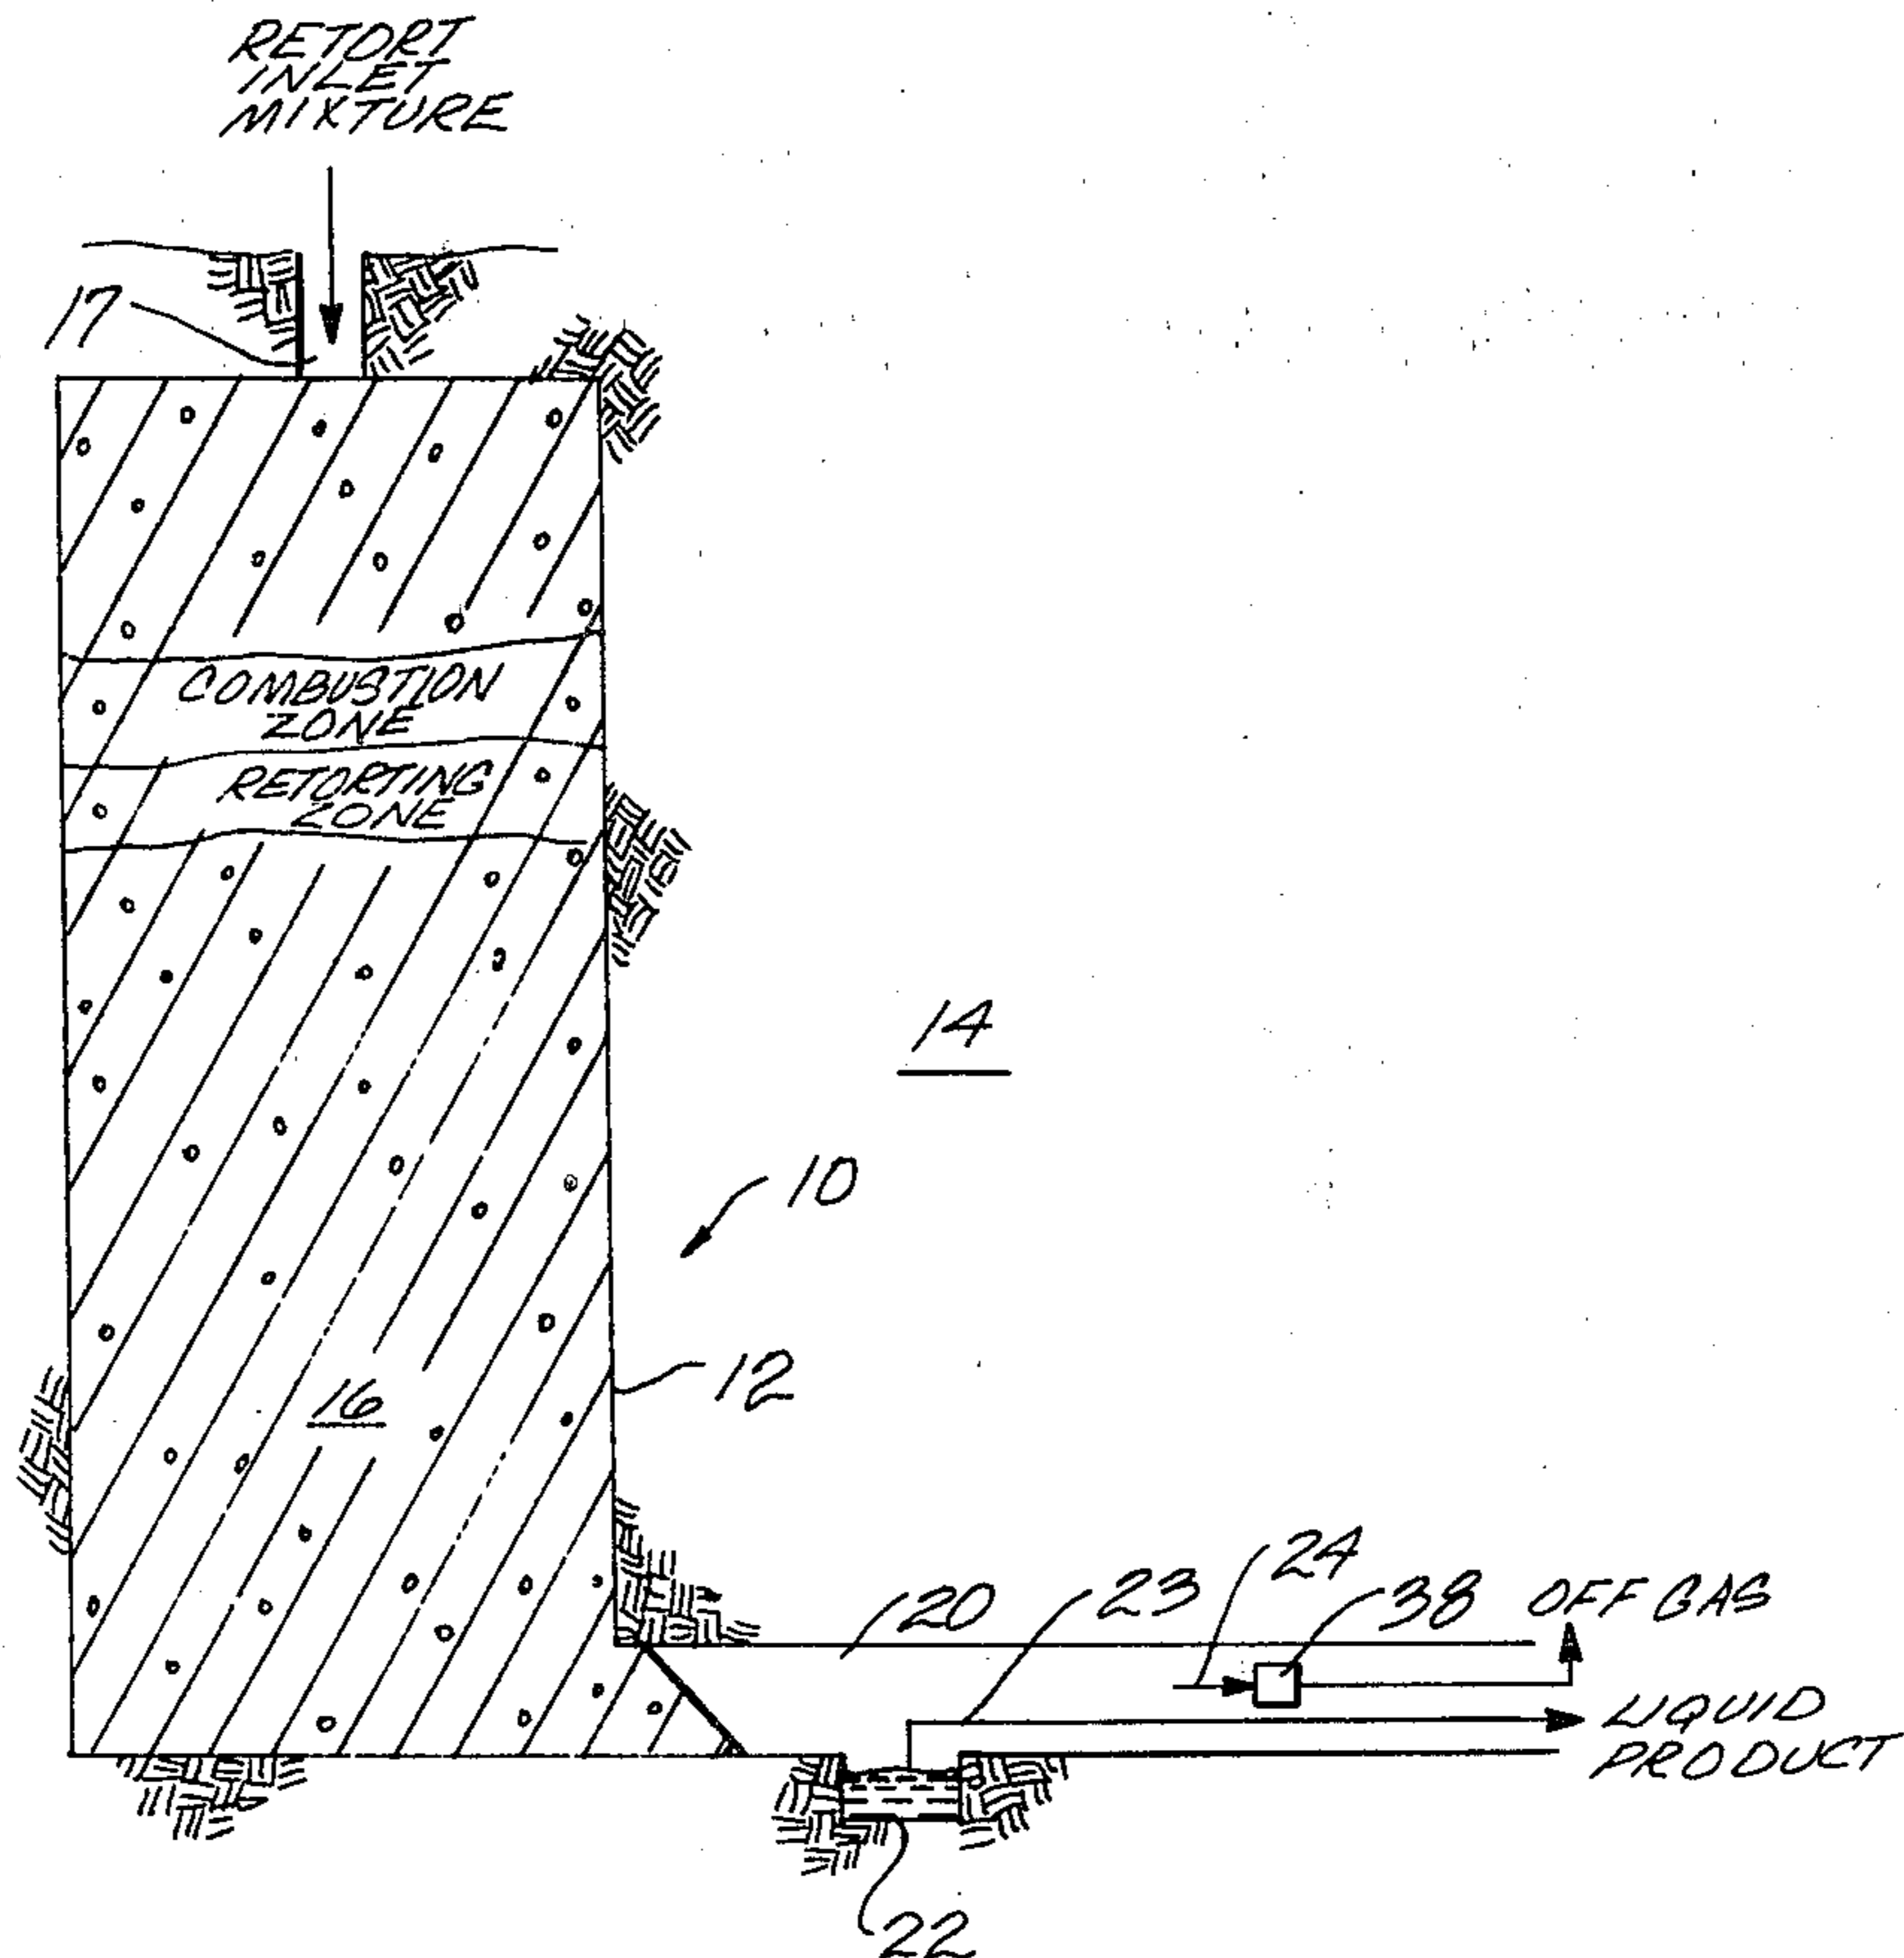 RETORT
INLET
MIXTURE
17
COMBUSTION
ZONE
RETORTING
ZONE
14
10
12
16
20
23
24
38
OFF GAS
LIQUID
PRODUCT
22